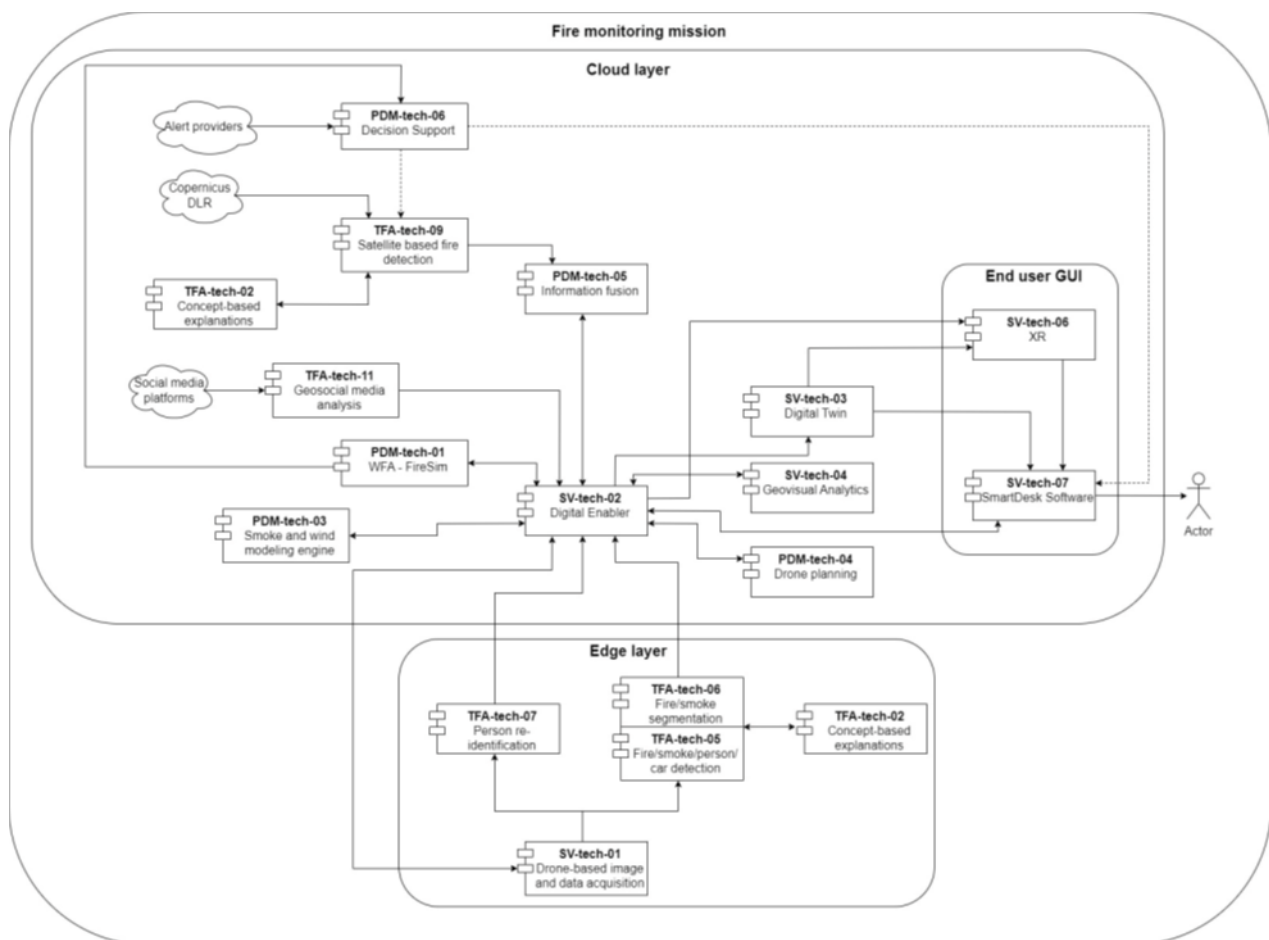 Fire monitoring mission
Cloud layer
PDM-tech-06
Decision Support
Alert providers
Copernicus
DLR
TFA-tech-09
Satellite based fire
detection
PDM-tech-05
Information fusion
TFA-tech-02
Concept-based
explanations
End user GUI
SV-tech-06
XR
Social media
platforms
TFA-tech-11
Geosocial media
analysis
SV-tech-03
Digital Twin
PDM-tech-01
WFA - FireSim
SV-tech-04
Geovisual Analytics
SV-tech-07
SmartDesk Software
SV-tech-02
Digital Enabler
PDM-tech-03
Smoke and wind
modeling engine
Actor
PDM-tech-04
Drone planning
Edge layer
TFA-tech-07
Person re-
identification
TFA-tech-06
Fire/smoke
segmentation
TFA-tech-05
Fire/smoke/person/
car detection
TFA-tech-02
Concept-based
explanations
SV-tech-01
Drone-based image
and data acquisition